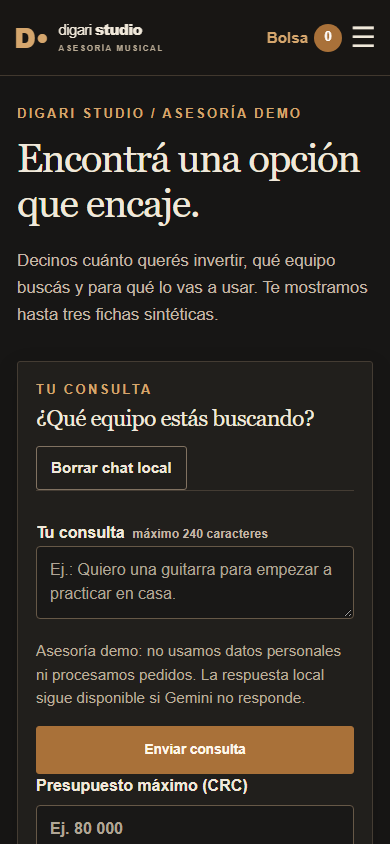 D
digari studio
ASESORÍA MUSICAL
Bolsa 0
DIGARI STUDIO / ASESORÍA DEMO
Encontrá una opción
que encaje.
Decinos cuánto querés invertir, qué equipo
buscás y para qué lo vas a usar. Te mostramos
hasta tres fichas sintéticas.
TU CONSULTA
¿Qué equipo estás buscando?
Borrar chat local
Tu consulta máximo 240 caracteres
Ej.: Quiero una guitarra para empezar a
practicar en casa.
Asesoría demo: no usamos datos personales
ni procesamos pedidos. La respuesta local
sigue disponible si Gemini no responde.
Enviar consulta
Presupuesto máximo (CRC)
Ej. 80 000